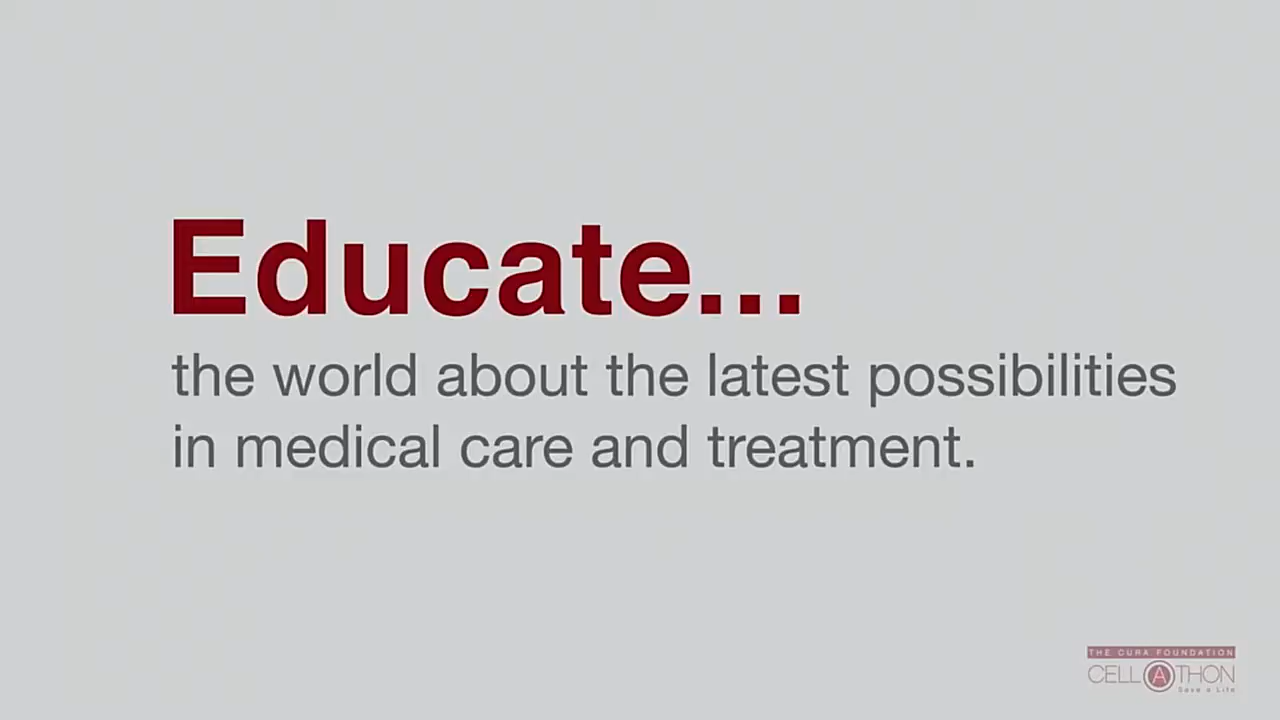 Educate...
the world about the latest possibilities
in medical care and treatment.
THE CURA FOUNDATION
CELL A THON
Save a Life